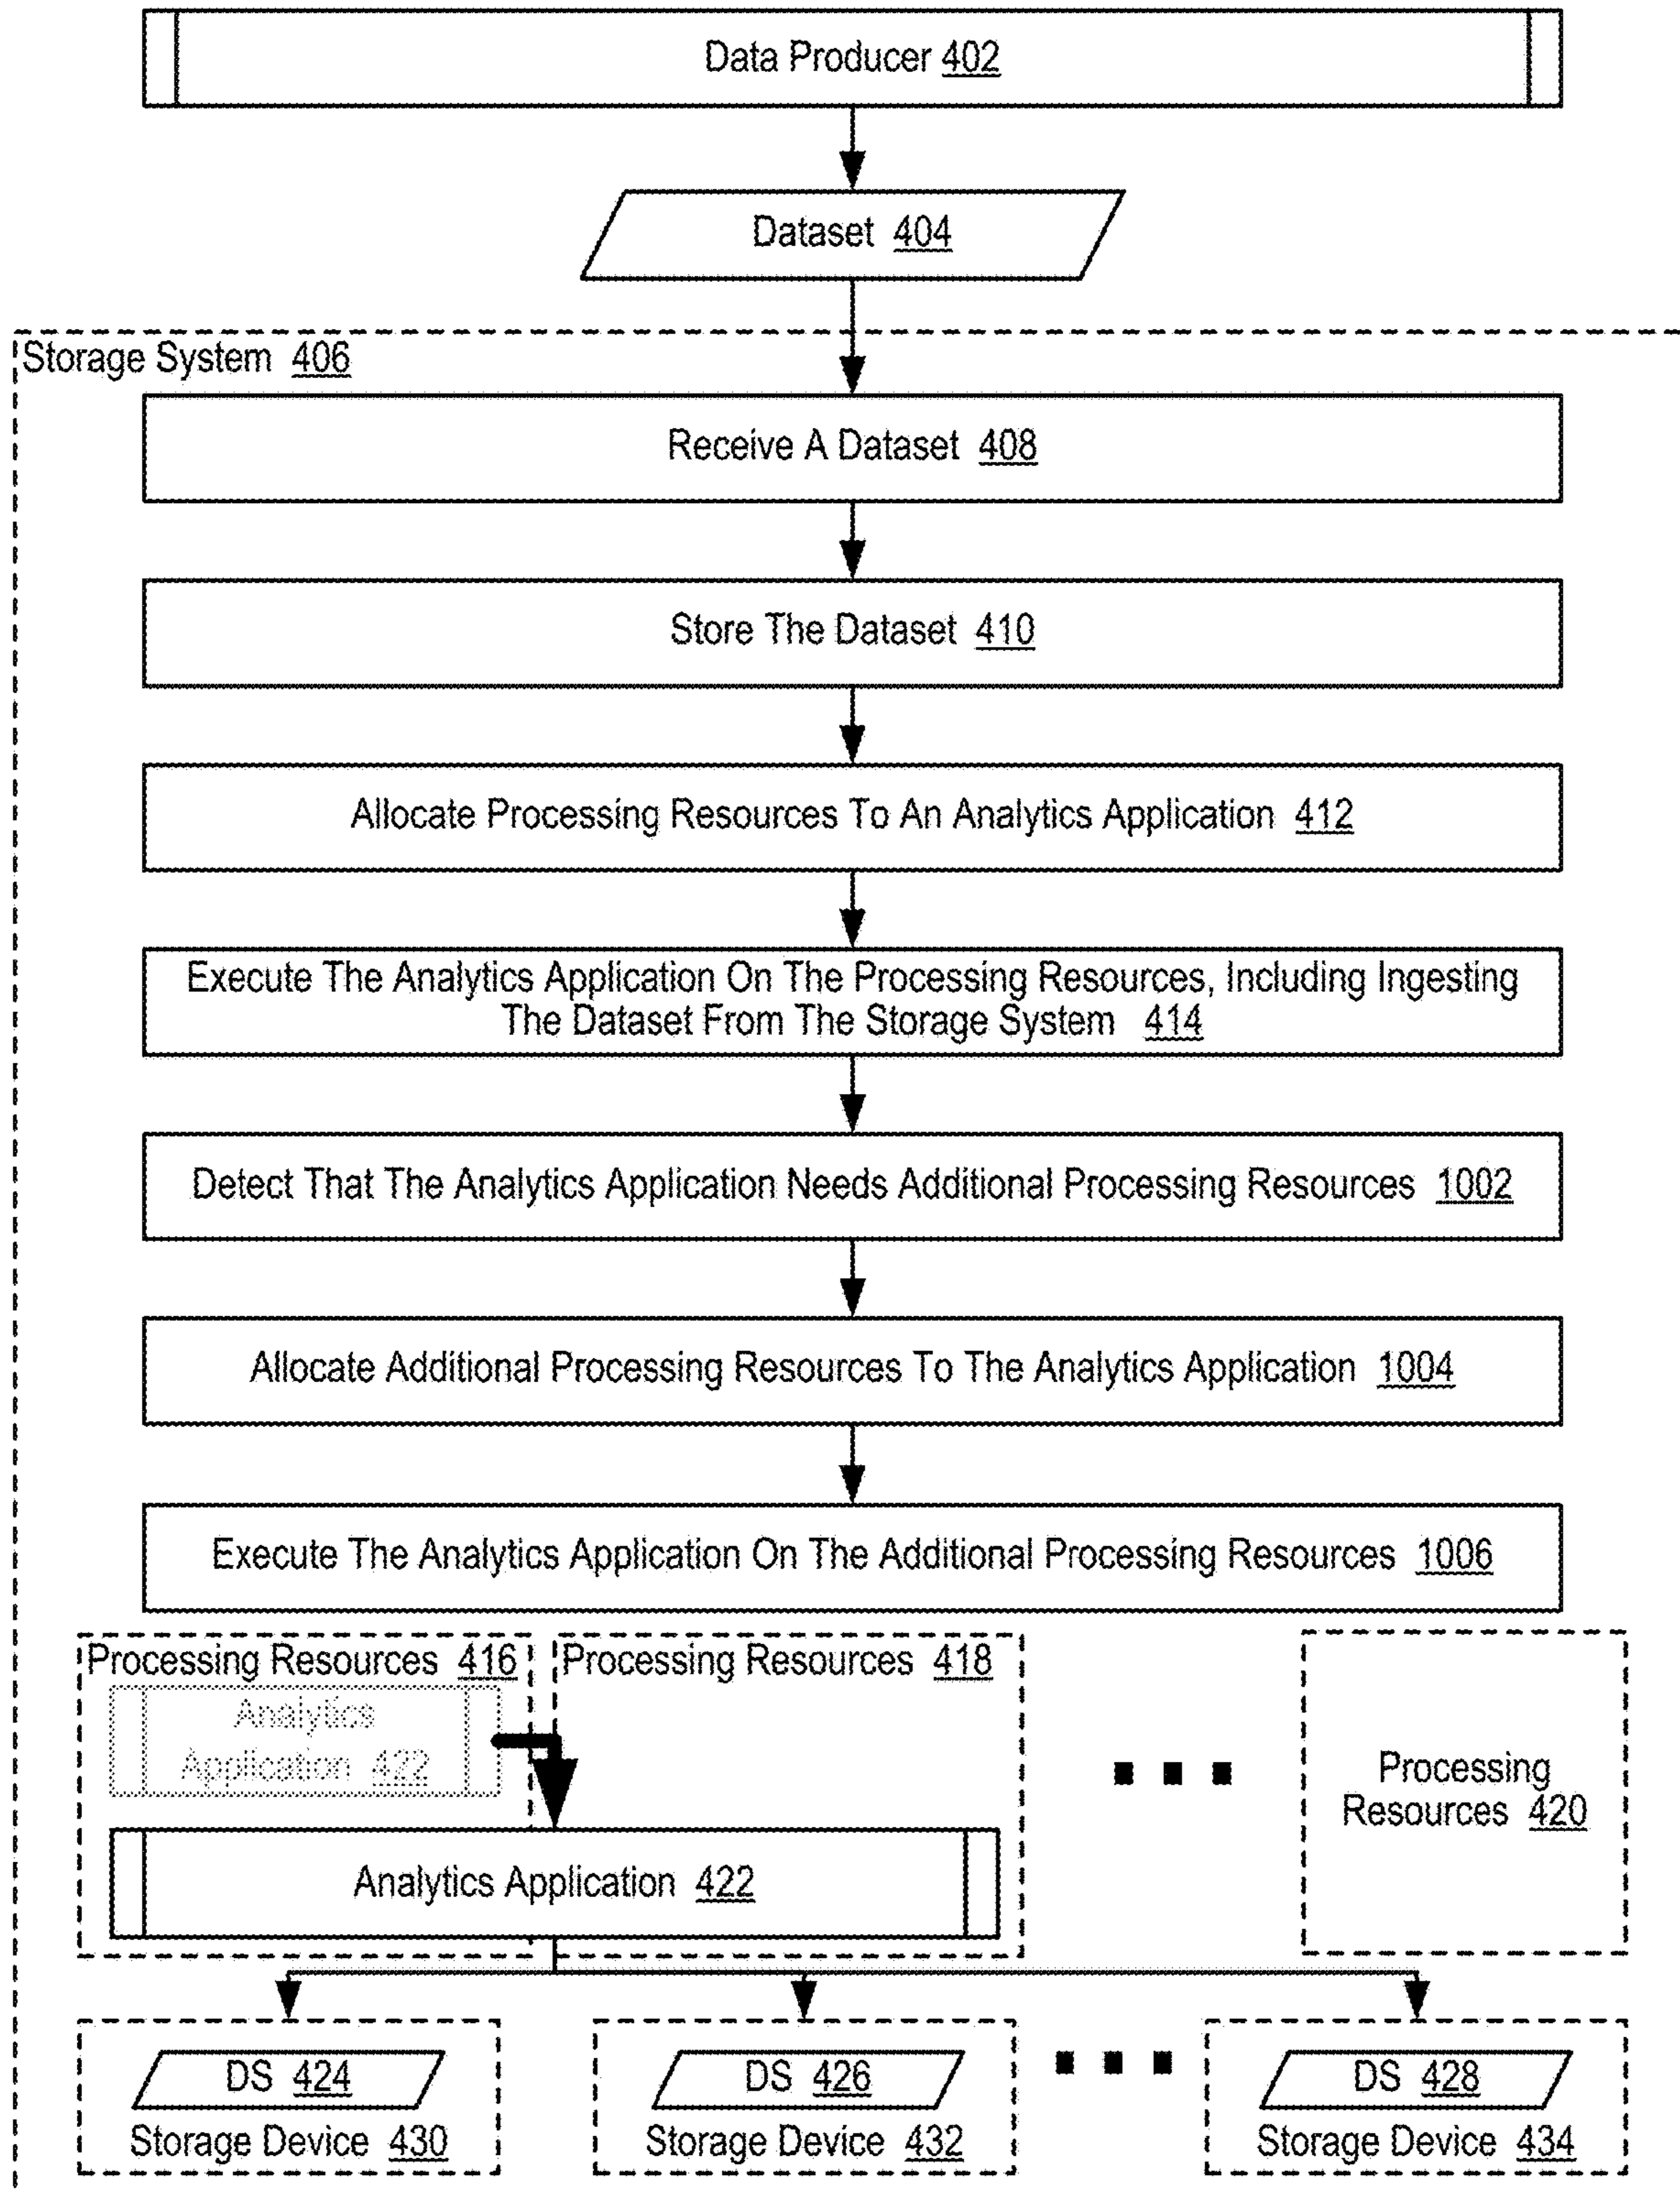 Data Producer 402
Dataset 404
Storage System 406
Receive A Dataset 408
Store The Dataset 410
Allocate Processing Resources To An Analytics Application 412
Execute The Analytics Application On The Processing Resources, Including Ingesting
The Dataset From The Storage System 414
Detect That The Analytics Application Needs Additional Processing Resources 1002
Allocate Additional Processing Resources To The Analytics Application 1004
Execute The Analytics Application On The Additional Processing Resources 1006
Processing Resources 416
Analytics
Application 422
Processing Resources 418
Processing
Resources 420
Analytics Application 422
DS 424
Storage Device 430
DS 426
Storage Device 432
DS 428
Storage Device 434